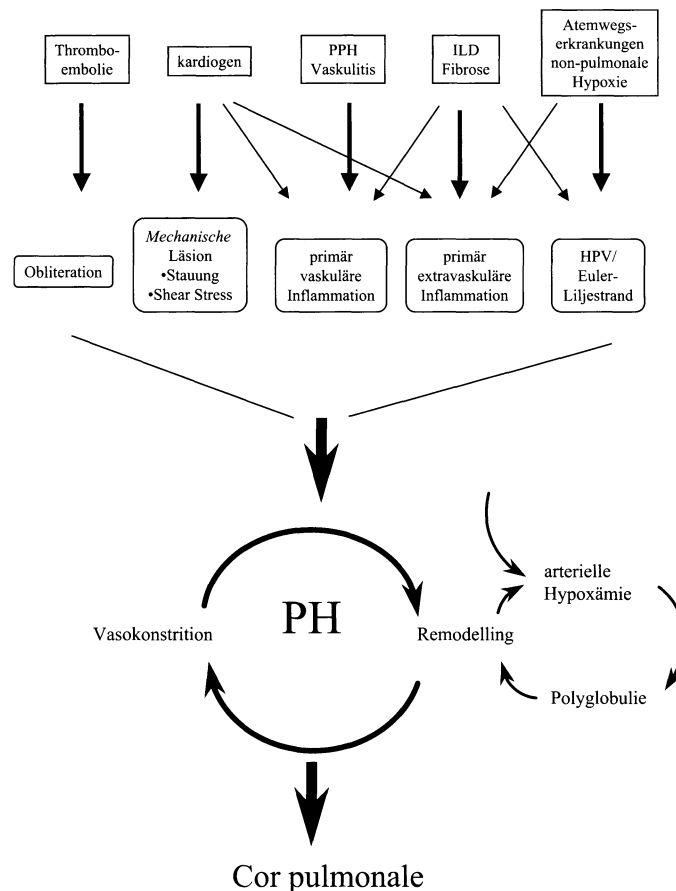 Thrombo-
embolie
kardiogen
PPH
Vaskulitis
ILD
Fibrose
Atemwegs-
erkrankungen
non-pulmonale
Hypoxie
Obliteration
Mechanische
Läsion
•Stauung
•Shear Stress
primär
vaskuläre
Inflammation
primär
extravaskuläre
Inflammation
HPV/
Euler-
Liljestrand
PH
Vasokonstrition
Remodelling
arterielle
Hypoxämie
Polyglobulie
Cor pulmonale